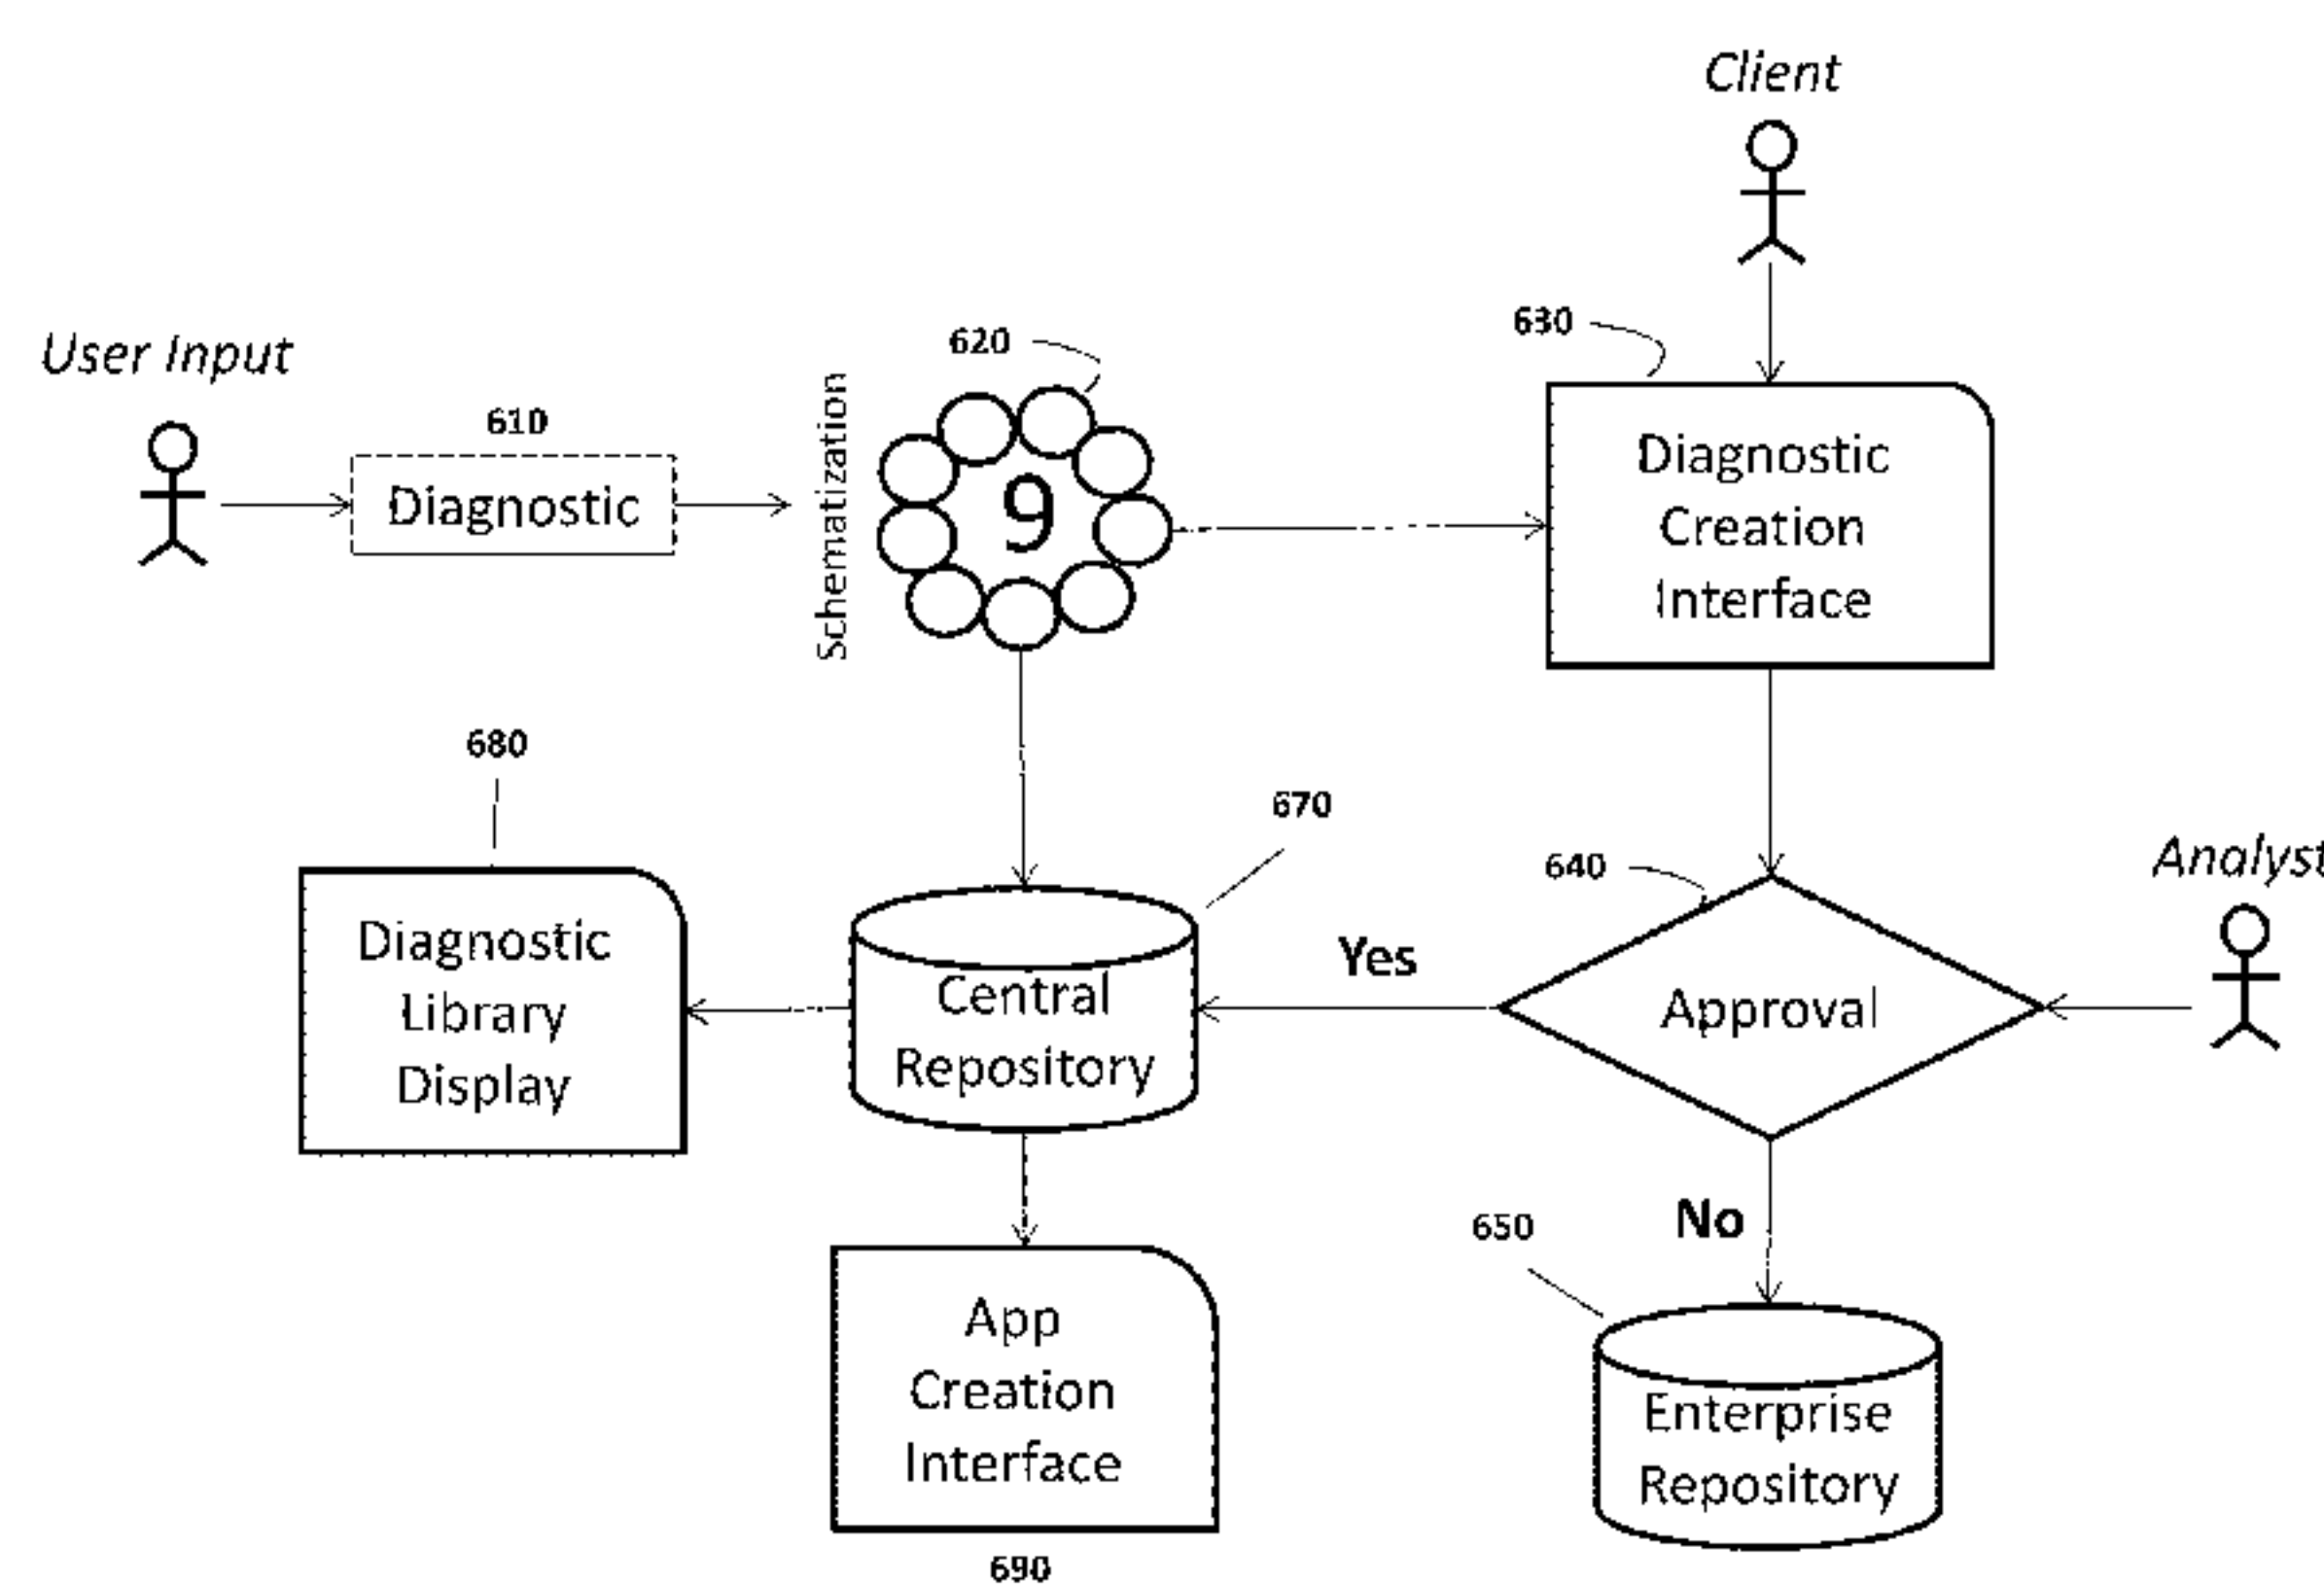 Client
630
User Input
620
610
Schematization
Diagnostic
9
Diagnostic
Creation
Interface
680
670
640
Analyst
Diagnostic
Library
Display
Central
Repository
Yes
Approval
No
650
App
Creation
Interface
Enterprise
Repository
690